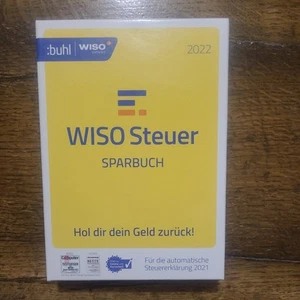 :buhl WISO 2022
WISO Steuer
SPARBUCH
Hol dir dein Geld zurück!
Für die automatische
Steuererklärung 2021